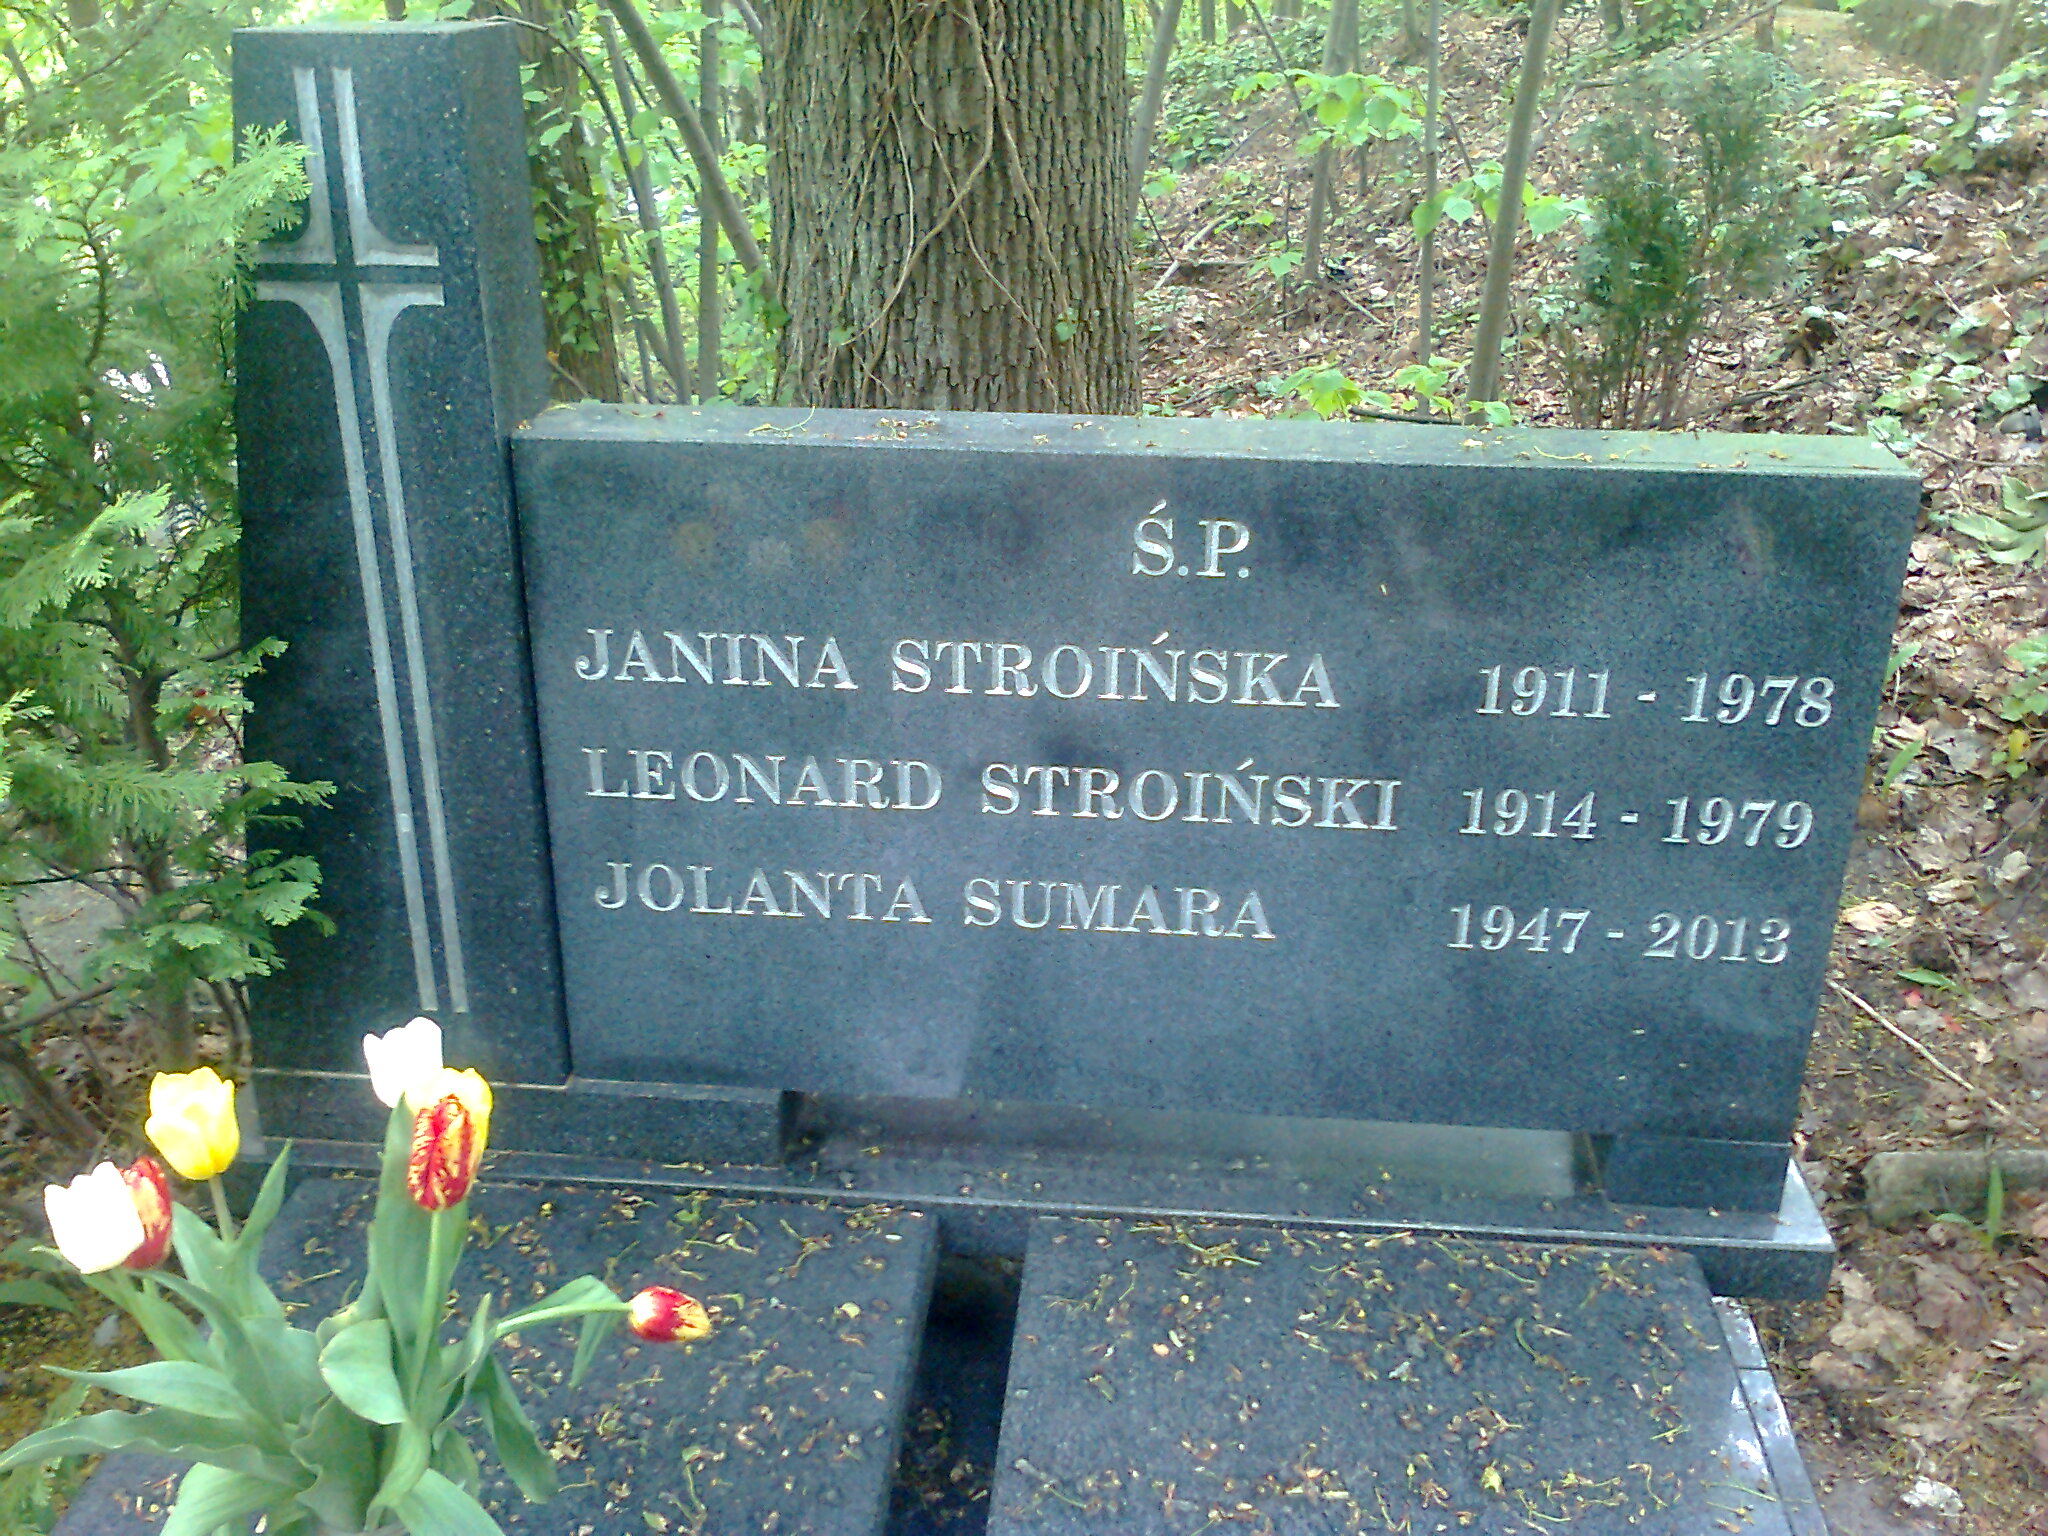 Ś.P.
JANINA STROIŃSKA 1911 - 1978
LEONARD STROIŃSKI 1914 - 1979
JOLANTA SUMARA 1947 - 2013